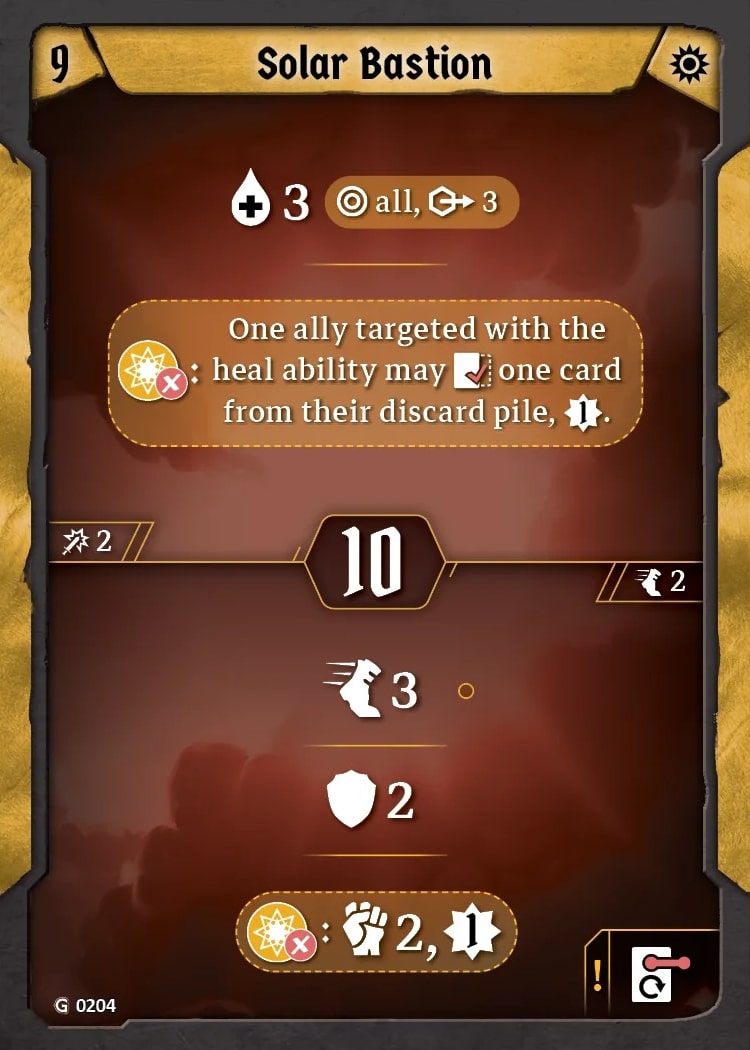 9 Solar Bastion
3 all, 3
One ally targeted with the
: heal ability may one card
from their discard pile, 1.
2
10
2
3
2
: 2, 1
!
G 0204